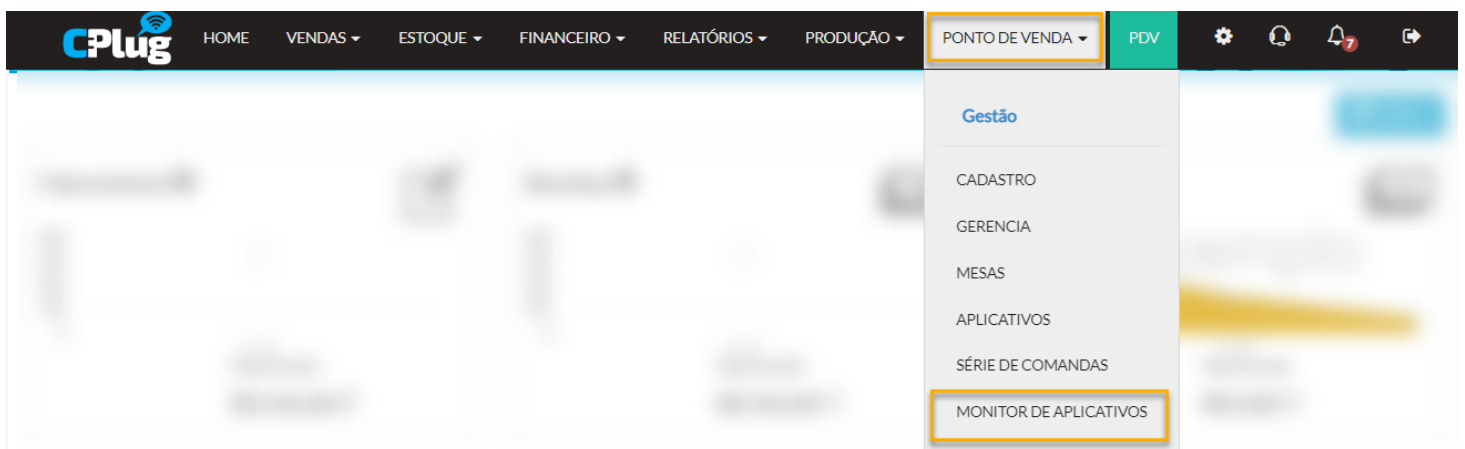 CPlug HOME VENDAS ESTOQUE FINANCEIRO RELATÓRIOS PRODUÇÃO PONTO DE VENDA PDV 7
Gestão
CADASTRO
GERENCIA
MESAS
APLICATIVOS
SÉRIE DE COMANDAS
MONITOR DE APLICATIVOS